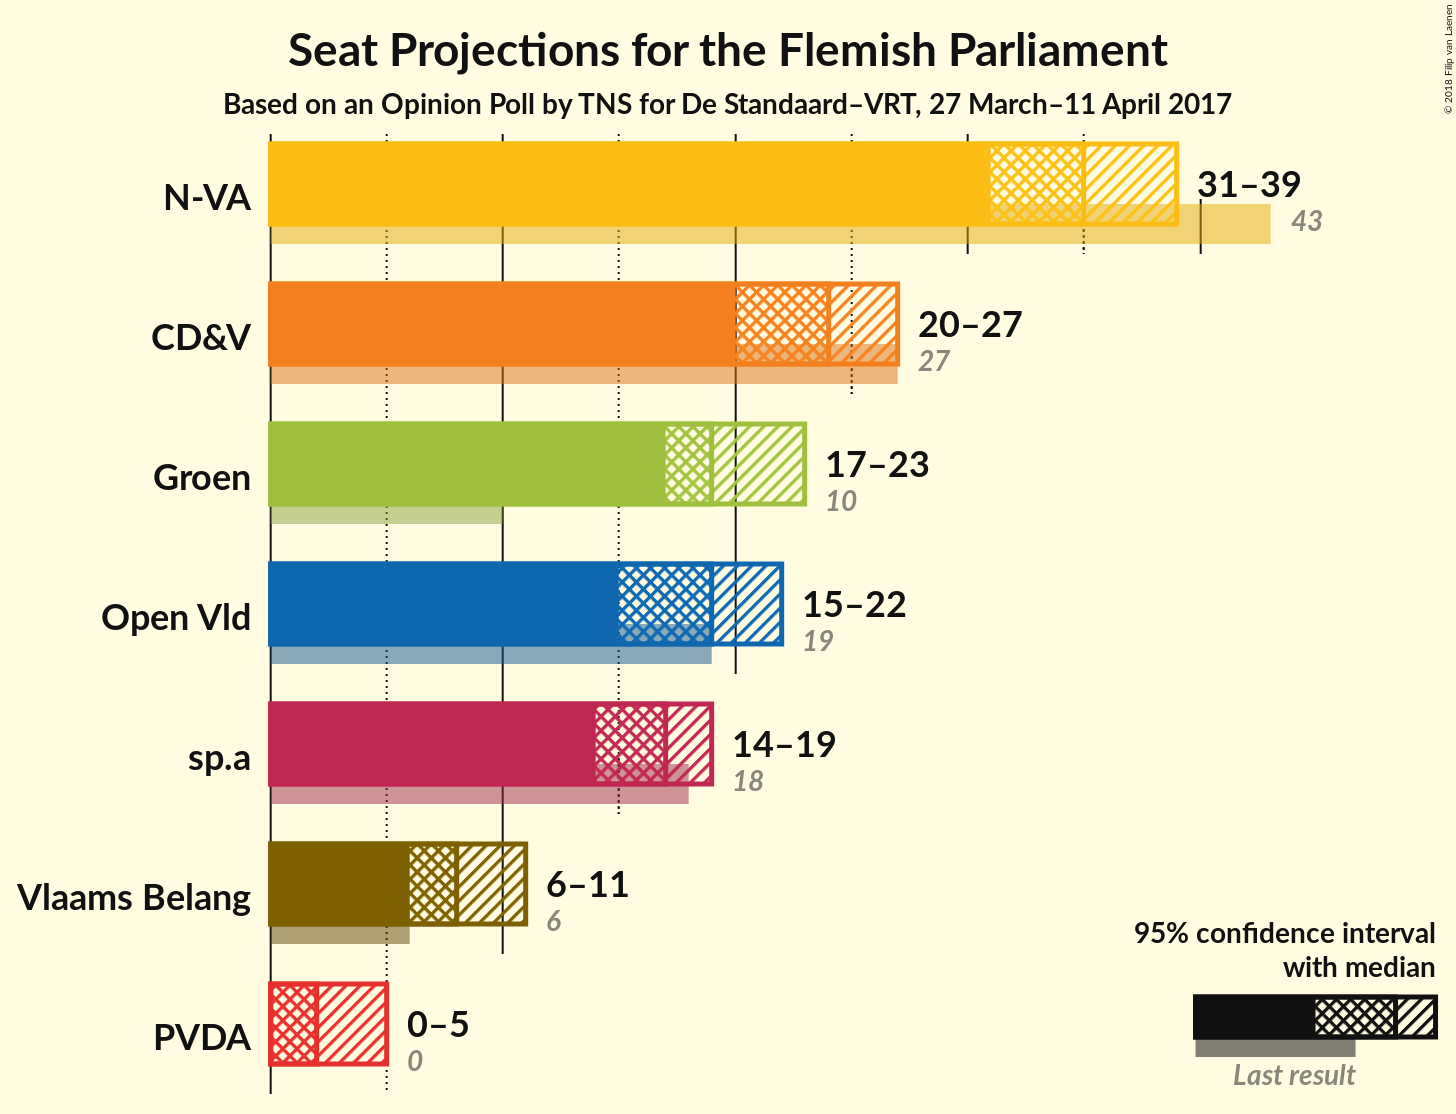 Seat Projections for the Flemish Parliament
Based on an Opinion Poll by TNS for De Standaard–VRT, 27 March–11 April 2017
© 2018 Filip van Laenen
N-VA
31–39
43
CD&V
20–27
27
Groen
17–23
10
Open Vld
15–22
19
sp.a
14–19
18
Vlaams Belang
6–11
6
PVDA
0–5
0
95% confidence interval
with median
Last result